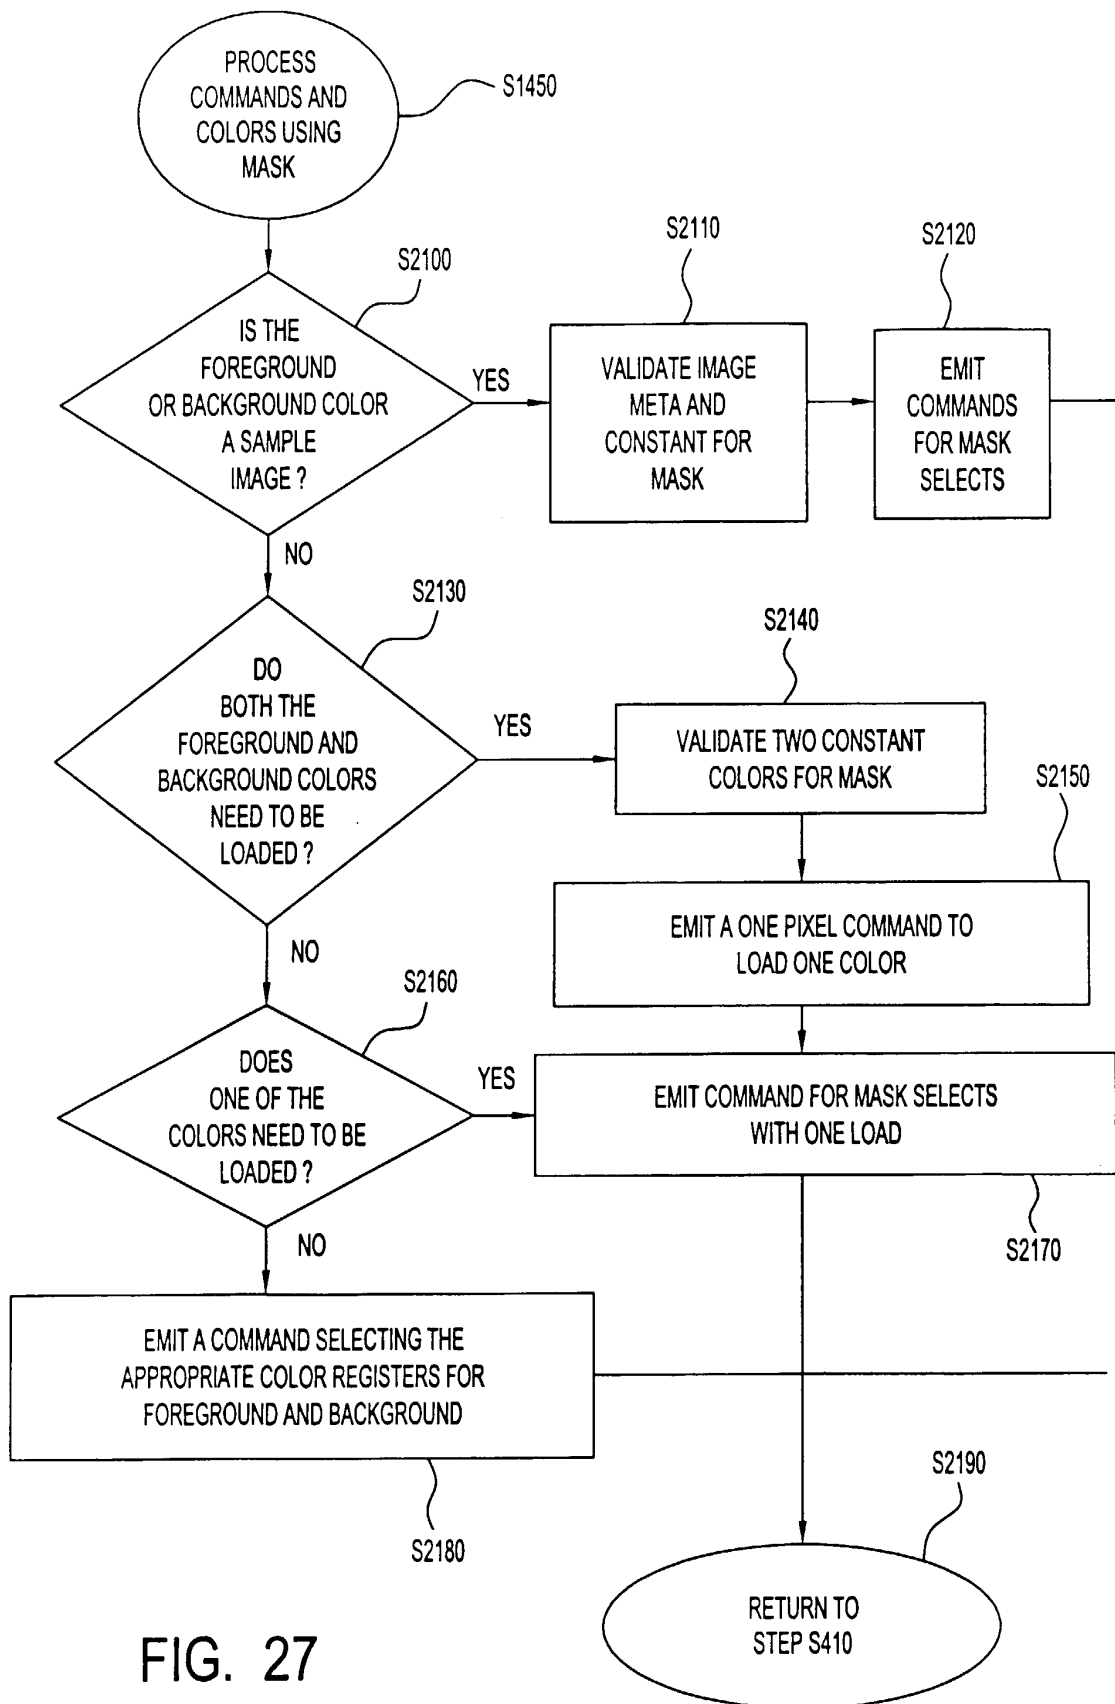 PROCESS
COMMANDS AND
COLORS USING
MASK
S1450
S2100
IS THE
FOREGROUND
OR BACKGROUND COLOR
A SAMPLE
IMAGE ?
YES
S2110
VALIDATE IMAGE
META AND
CONSTANT FOR
MASK
S2120
EMIT
COMMANDS
FOR MASK
SELECTS
NO
S2130
DO
BOTH THE
FOREGROUND AND
BACKGROUND COLORS
NEED TO BE
LOADED ?
YES
S2140
VALIDATE TWO CONSTANT
COLORS FOR MASK
S2150
EMIT A ONE PIXEL COMMAND TO
LOAD ONE COLOR
NO
S2160
DOES
ONE OF THE
COLORS NEED TO BE
LOADED ?
YES
EMIT COMMAND FOR MASK SELECTS
WITH ONE LOAD
S2170
NO
EMIT A COMMAND SELECTING THE
APPROPRIATE COLOR REGISTERS FOR
FOREGROUND AND BACKGROUND
S2180
S2190
RETURN TO
STEP S410
FIG. 27